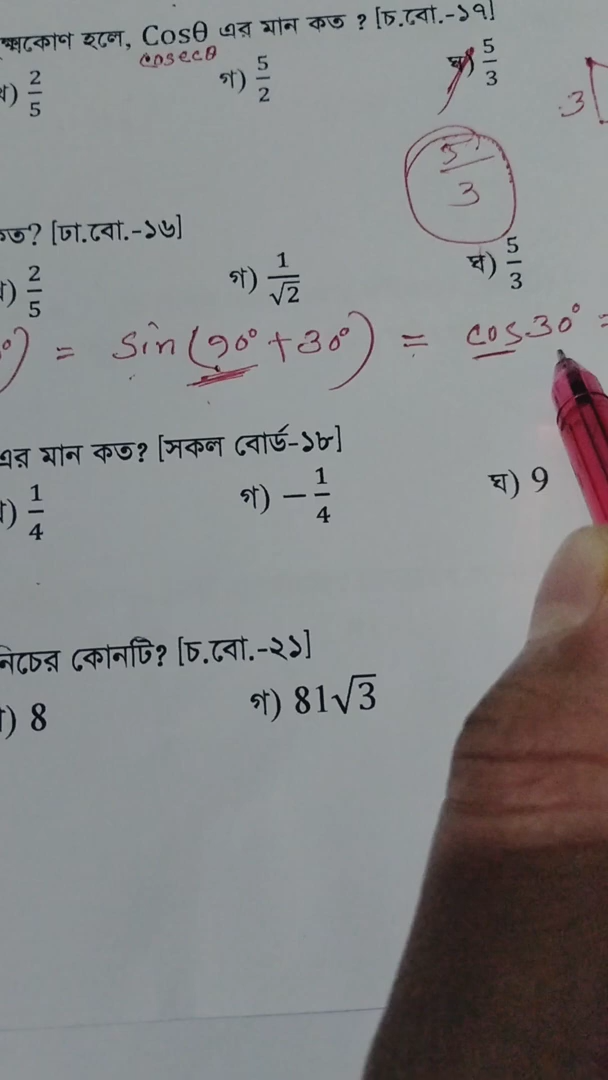 হলে, Cosθ এর মান কত ? [চ.বো.-১৭]
cosecθ
) 2/5 গ) 5/2 ঘ) 5/3
3
5/3
কত? [ঢা.বো.-১৬]
) 2/5 গ) 1/√2 ঘ) 5/3
°) = sin(90° + 30°) = cos30° =
এর মান কত? [সকল বোর্ড-১৮]
) 1/4 গ) −1/4 ঘ) 9
নিচের কোনটি? [চ.বো.-২১]
) 8 গ) 81√3